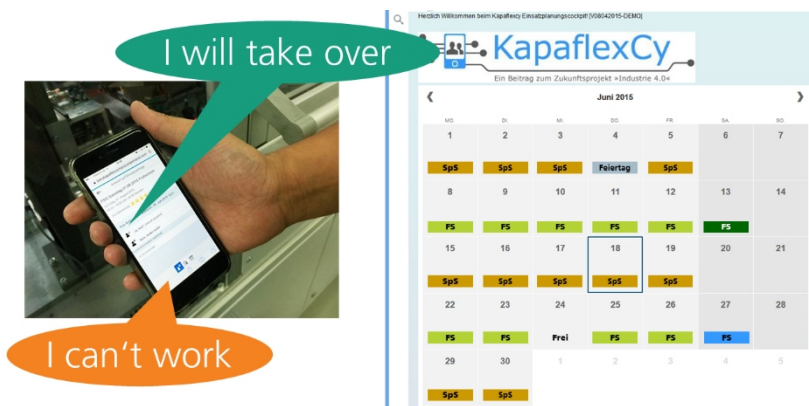 I will take over
I can't work
Herzlich Willkommen beim Kapaflexcy Einsatzplanungscockpit! [V08042015-DEMO]
KapaflexCy
Ein Beitrag zum Zukunftsprojekt »Industrie 4.0«
Juni 2015
MO. DI. MI. DO. FR. SA. SO.
1 2 3 4 5 6 7
SpS SpS SpS Feiertag SpS
8 9 10 11 12 13 14
FS FS FS FS FS FS
15 16 17 18 19 20 21
SpS SpS SpS SpS SpS
22 23 24 25 26 27 28
FS FS Frei FS FS FS
29 30 1 2 3 4 5
SpS SpS